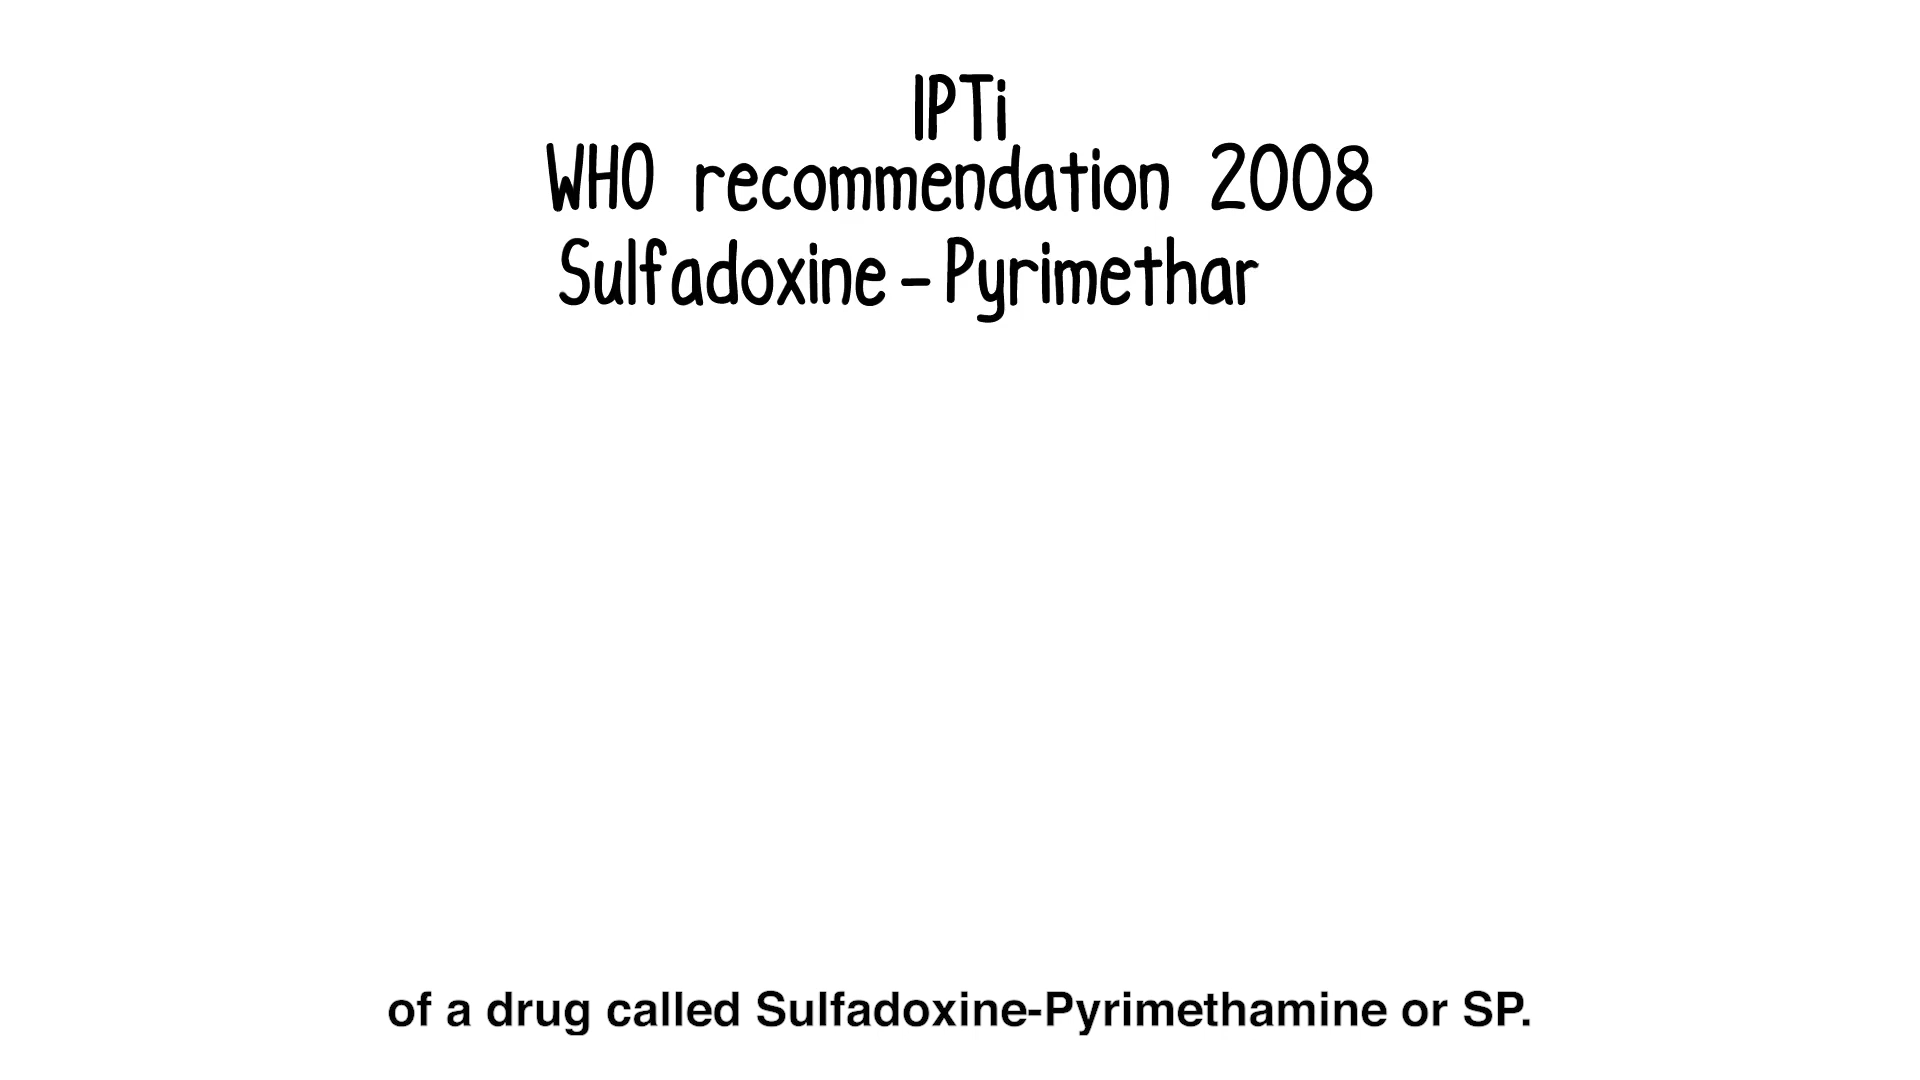 IPTi
WHO recommendation 2008
Sulfadoxine - Pyrimethar
of a drug called Sulfadoxine-Pyrimethamine or SP.